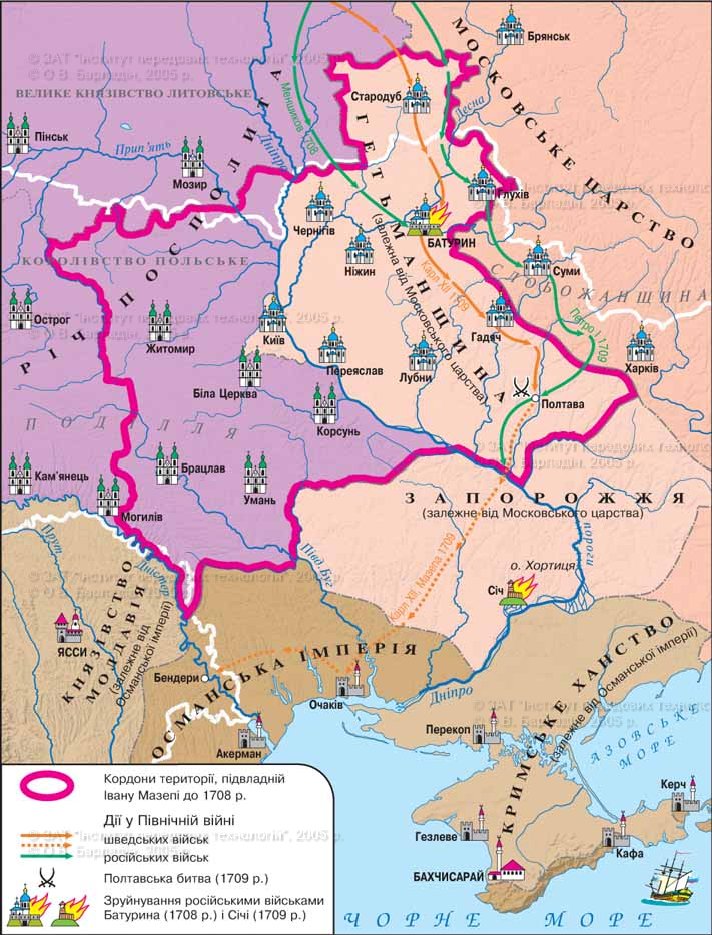 © ЗАТ "Інститут передових технологій", 2005 р.
© О. В. Барладін, 2005 р.
Брянськ
МОСКОВСЬКЕ ЦАРСТВО
ВЕЛИКЕ КНЯЗІВСТВО ЛИТОВСЬКЕ
Стародуб
Меншиков 1708
Десна
Пінськ
Прип'ять
Дніпро
Мозир
РІЧ ПОСПОЛИТА
ГЕТЬМАНЩИНА
(залежна від Московського царства)
Глухів
Чернігів
БАТУРИН
Ніжин
КОРОЛІВСТВО ПОЛЬСЬКЕ
Суми
СЛОБОЖАНЩИНА
Карл XII 1709
Петро I 1709
Острог
Житомир
Київ
Гадяч
Переяслав
Лубни
Харків
Біла Церква
Полтава
Корсунь
ПОДІЛЛЯ
Кам'янець
Брацлав
Умань
Могилів
ЗАПОРОЖЖЯ
(залежне від Московського царства)
пороги
Прут
Дністер
Півд.Буг
о. Хортиця
Січ
Карл XII, Мазепа 1709
ЯССИ
КНЯЗІВСТВО
МОЛДАВІЯ
(залежне від
Османської імперії)
ОСМАНСЬКА ІМПЕРІЯ
Бендери
Очаків
Дніпро
Акерман
КРИМСЬКЕ ХАНСТВО
(залежне від Османської імперії)
Перекоп
АЗОВСЬКЕ
МОРЕ
Керч
Гезлеве
Кафа
БАХЧИСАРАЙ
ЧОРНЕ МОРЕ
Кордони території, підвладній
Івану Мазепі до 1708 р.
Дії у Північній війні
шведських військ
російських військ
Полтавська битва (1709 р.)
Зруйнування російськими військами
Батурина (1708 р.) і Січі (1709 р.)